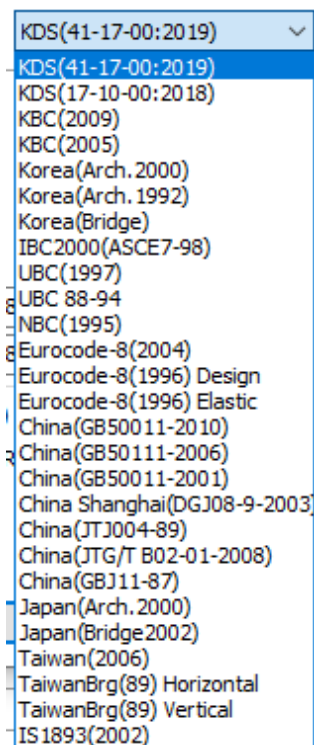 KDS(41-17-00:2019)
KDS(41-17-00:2019)
KDS(17-10-00:2018)
KBC(2009)
KBC(2005)
Korea(Arch.2000)
Korea(Arch.1992)
Korea(Bridge)
IBC2000(ASCE7-98)
UBC(1997)
UBC 88-94
NBC(1995)
Eurocode-8(2004)
Eurocode-8(1996) Design
Eurocode-8(1996) Elastic
China(GB50011-2010)
China(GB50111-2006)
China(GB50011-2001)
China Shanghai(DGJ08-9-2003)
China(JTJ004-89)
China(JTG/T B02-01-2008)
China(GBJ11-87)
Japan(Arch.2000)
Japan(Bridge2002)
Taiwan(2006)
TaiwanBrg(89) Horizontal
TaiwanBrg(89) Vertical
IS1893(2002)